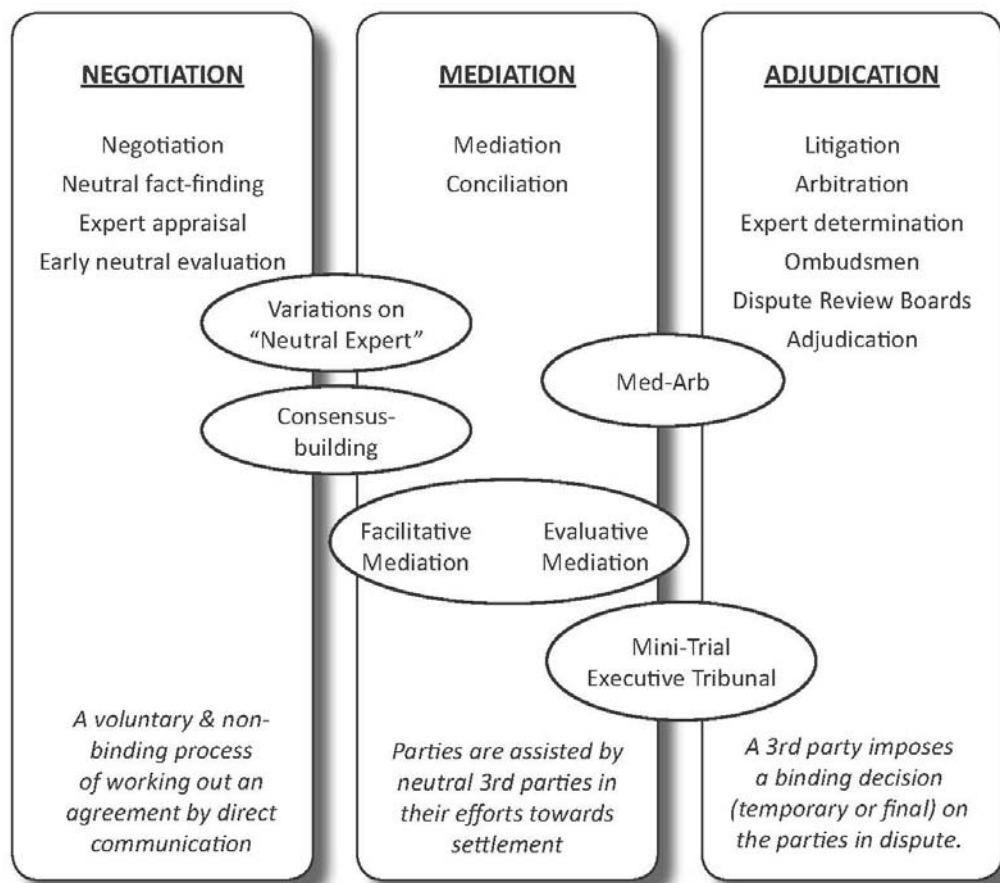 NEGOTIATION
Negotiation
Neutral fact-finding
Expert appraisal
Early neutral evaluation
MEDIATION
Mediation
Conciliation
ADJUDICATION
Litigation
Arbitration
Expert determination
Ombudsmen
Dispute Review Boards
Adjudication
Variations on
“Neutral Expert”
Consensus-
building
Med-Arb
Facilitative
Mediation
Evaluative
Mediation
Mini-Trial
Executive Tribunal
A voluntary & non-
binding process
of working out an
agreement by direct
communication
Parties are assisted by
neutral 3rd parties in
their efforts towards
settlement
A 3rd party imposes
a binding decision
(temporary or final) on
the parties in dispute.